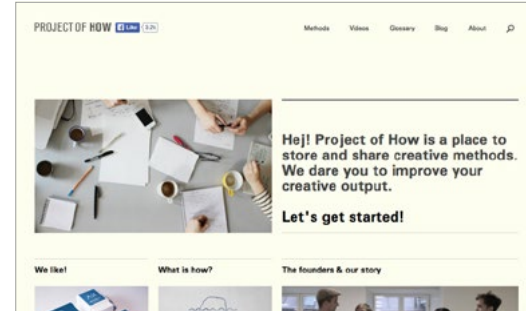 PROJECT OF HOW Like
Methods Videos Glossary Blog About
Hej! Project of How is a place to
store and share creative methods.
We dare you to improve your
creative output.
Let's get started!
We like! What is how? The founders & our story